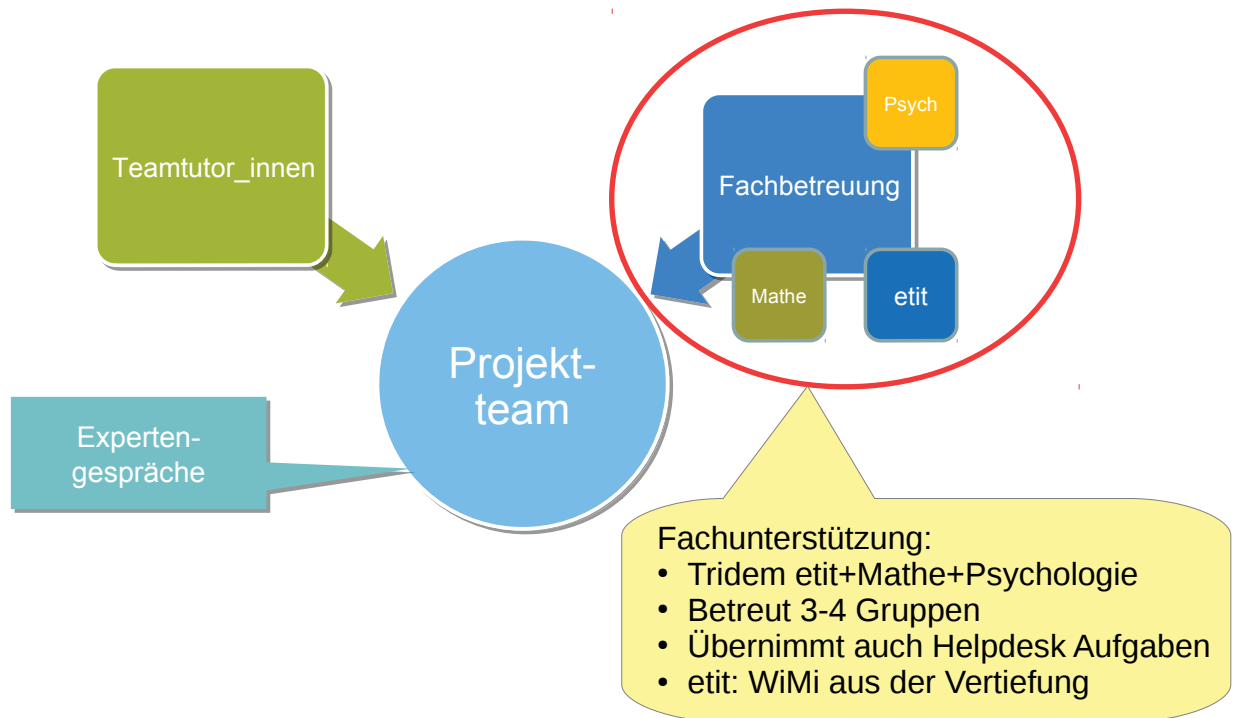 Teamtutor_innen
Psych
Fachbetreuung
Mathe
etit
Projekt-
team
Experten-
gespräche
Fachunterstützung:
• Tridem etit+Mathe+Psychologie
• Betreut 3-4 Gruppen
• Übernimmt auch Helpdesk Aufgaben
• etit: WiMi aus der Vertiefung